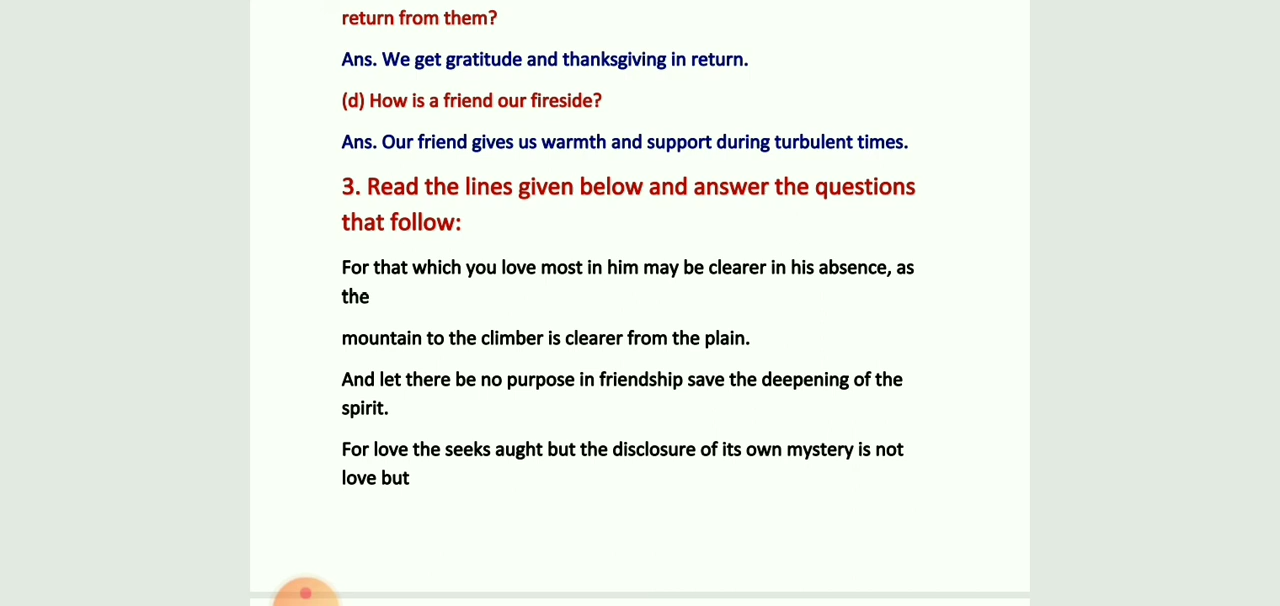 return from them?
Ans. We get gratitude and thanksgiving in return.
(d) How is a friend our fireside?
Ans. Our friend gives us warmth and support during turbulent times.
3. Read the lines given below and answer the questions
that follow:
For that which you love most in him may be clearer in his absence, as
the
mountain to the climber is clearer from the plain.
And let there be no purpose in friendship save the deepening of the
spirit.
For love the seeks aught but the disclosure of its own mystery is not
love but